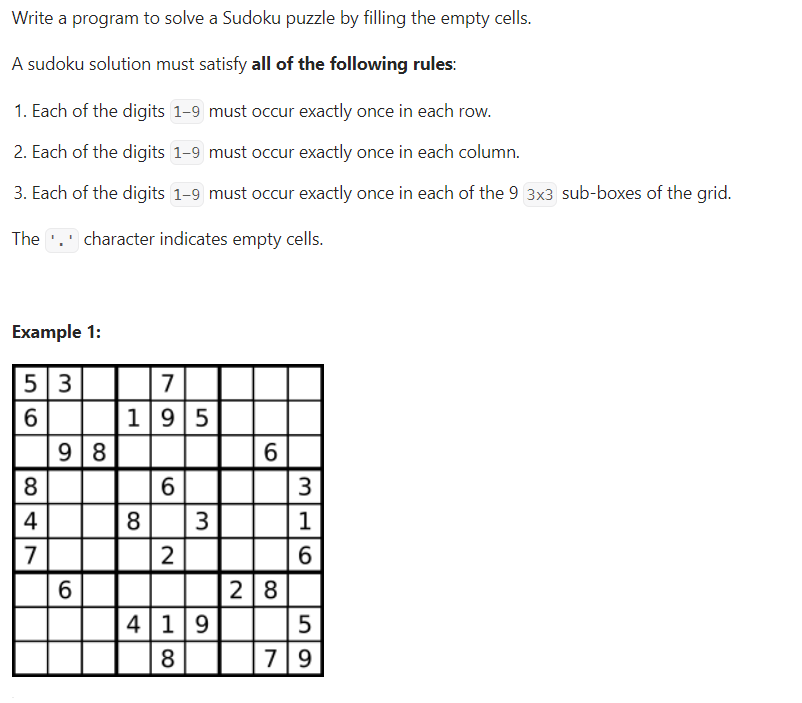 Write a program to solve a Sudoku puzzle by filling the empty cells.
A sudoku solution must satisfy all of the following rules:
1. Each of the digits 1-9 must occur exactly once in each row.
2. Each of the digits 1-9 must occur exactly once in each column.
3. Each of the digits 1-9 must occur exactly once in each of the 9 3x3 sub-boxes of the grid.
The '.' character indicates empty cells.
Example 1:
5 3 7
6 1 9 5
9 8 6
8 6 3
4 8 3 1
7 2 6
6 2 8
4 1 9 5
8 7 9